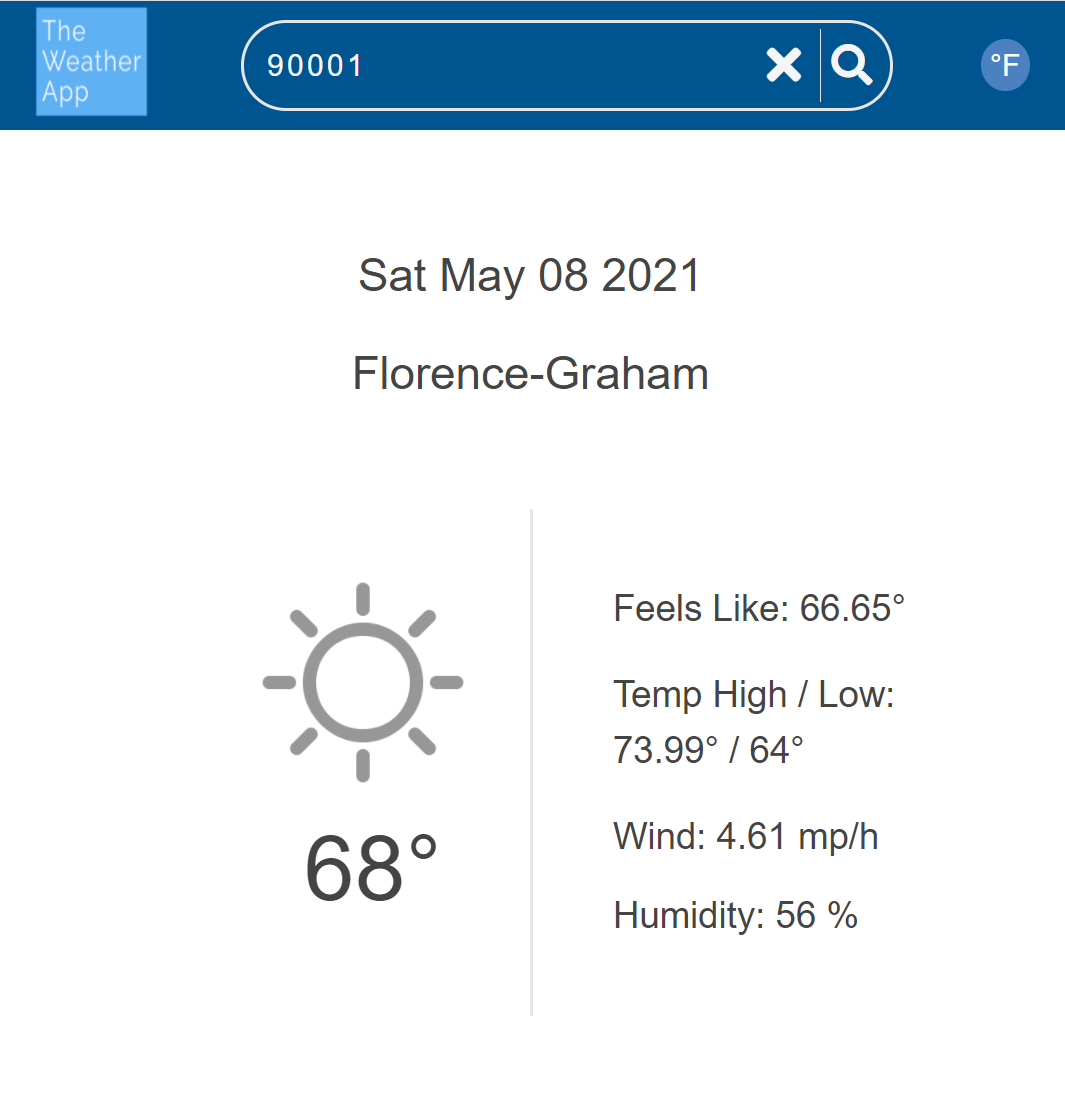 The
Weather
App
90001
°F
Sat May 08 2021
Florence-Graham
68°
Feels Like: 66.65°
Temp High / Low:
73.99° / 64°
Wind: 4.61 mp/h
Humidity: 56 %